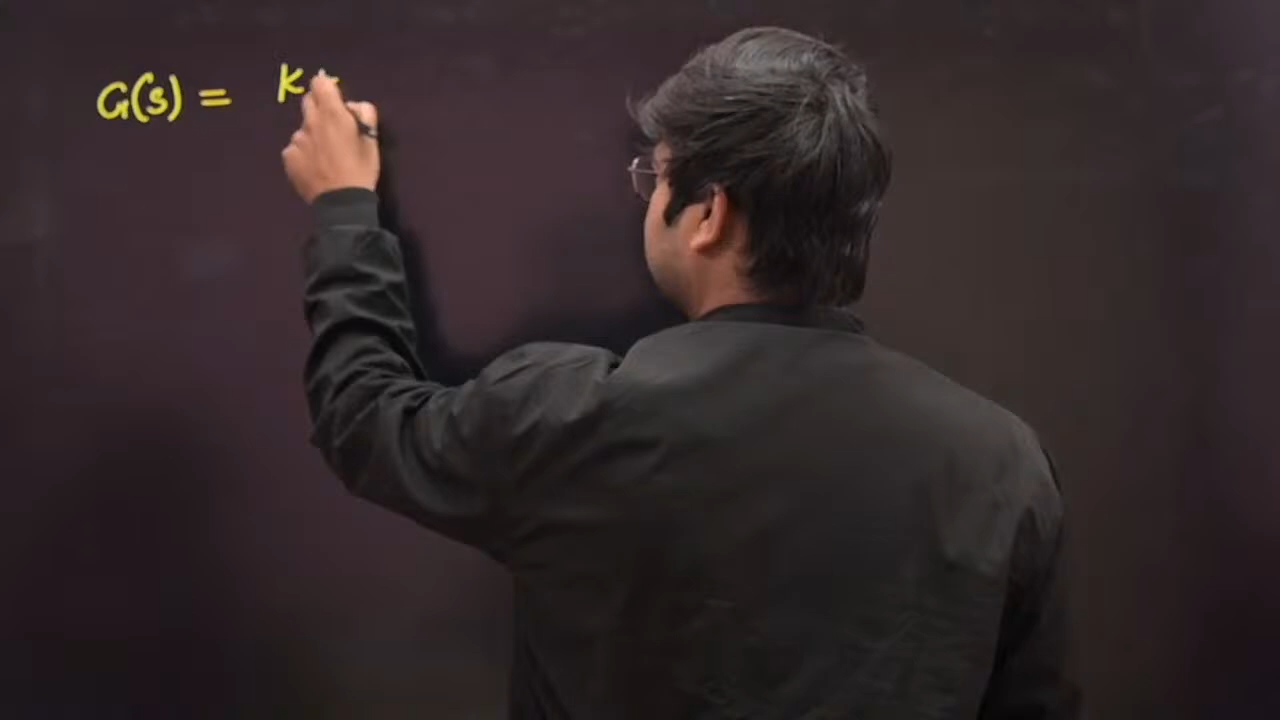 G(s) = K